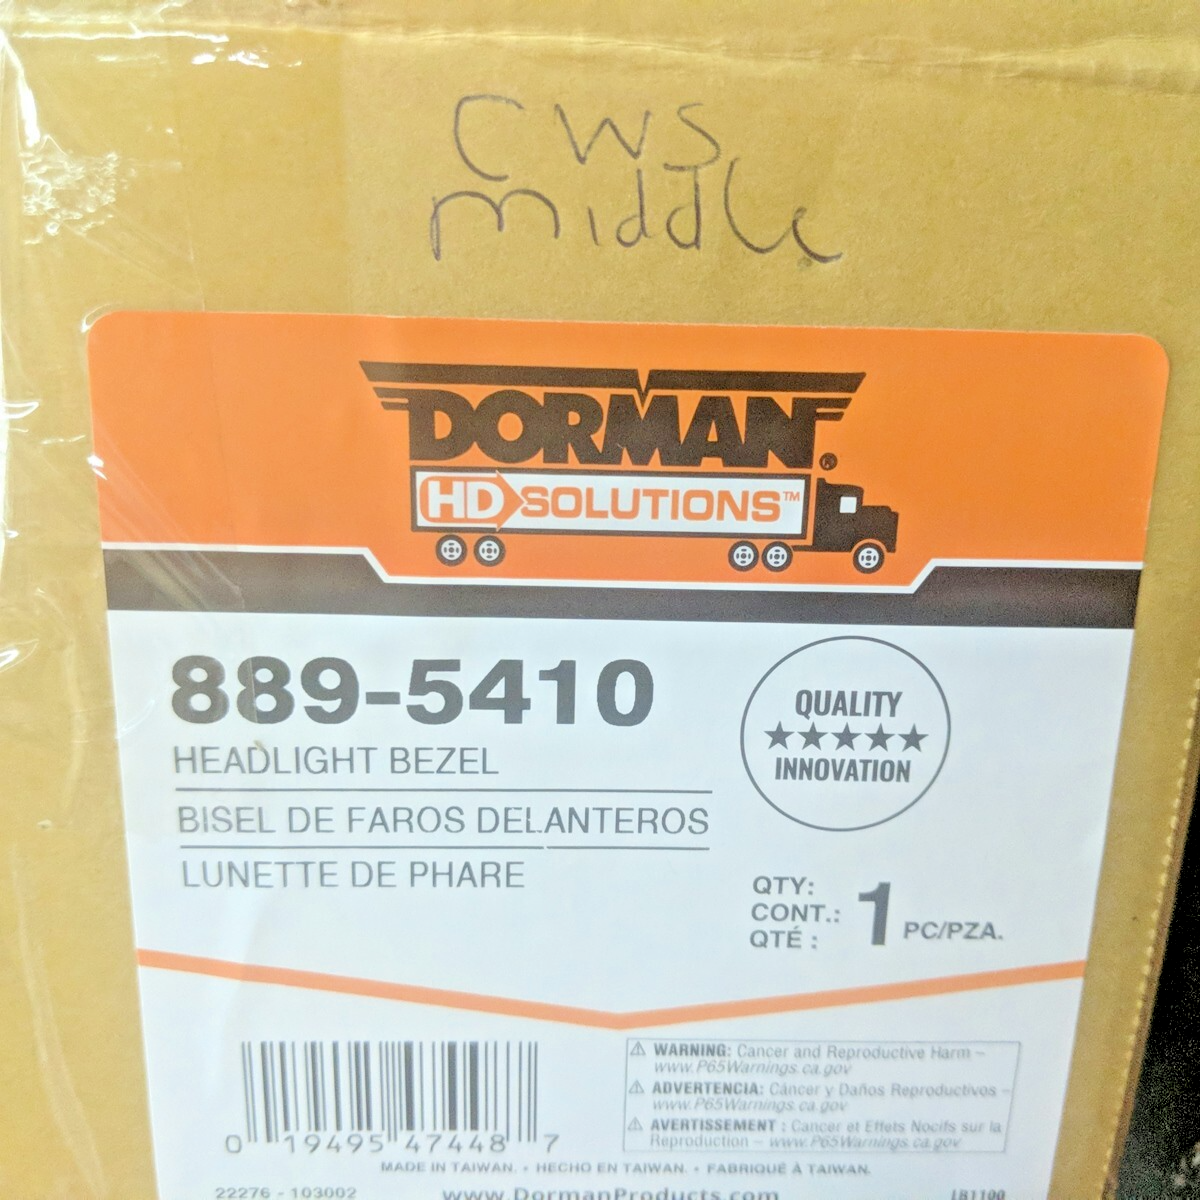 CWS
middle
DORMAN®
HD SOLUTIONS™
889-5410
HEADLIGHT BEZEL
BISEL DE FAROS DELANTEROS
LUNETTE DE PHARE
QUALITY
INNOVATION
QTY:
CONT.:
QTÉ :
1 PC/PZA.
⚠ WARNING: Cancer and Reproductive Harm –
www.P65Warnings.ca.gov
⚠ ADVERTENCIA: Cáncer y Daños Reproductivos –
www.P65Warnings.ca.gov
⚠ AVERTISSEMENT : Cancer et Effets Nocifs sur la
Reproduction – www.P65Warnings.ca.gov
0 19495 47448 7
MADE IN TAIWAN. • HECHO EN TAIWAN. • FABRIQUÉ À TAIWAN.
22276 - 103002
www.DormanProducts.com
LB1100